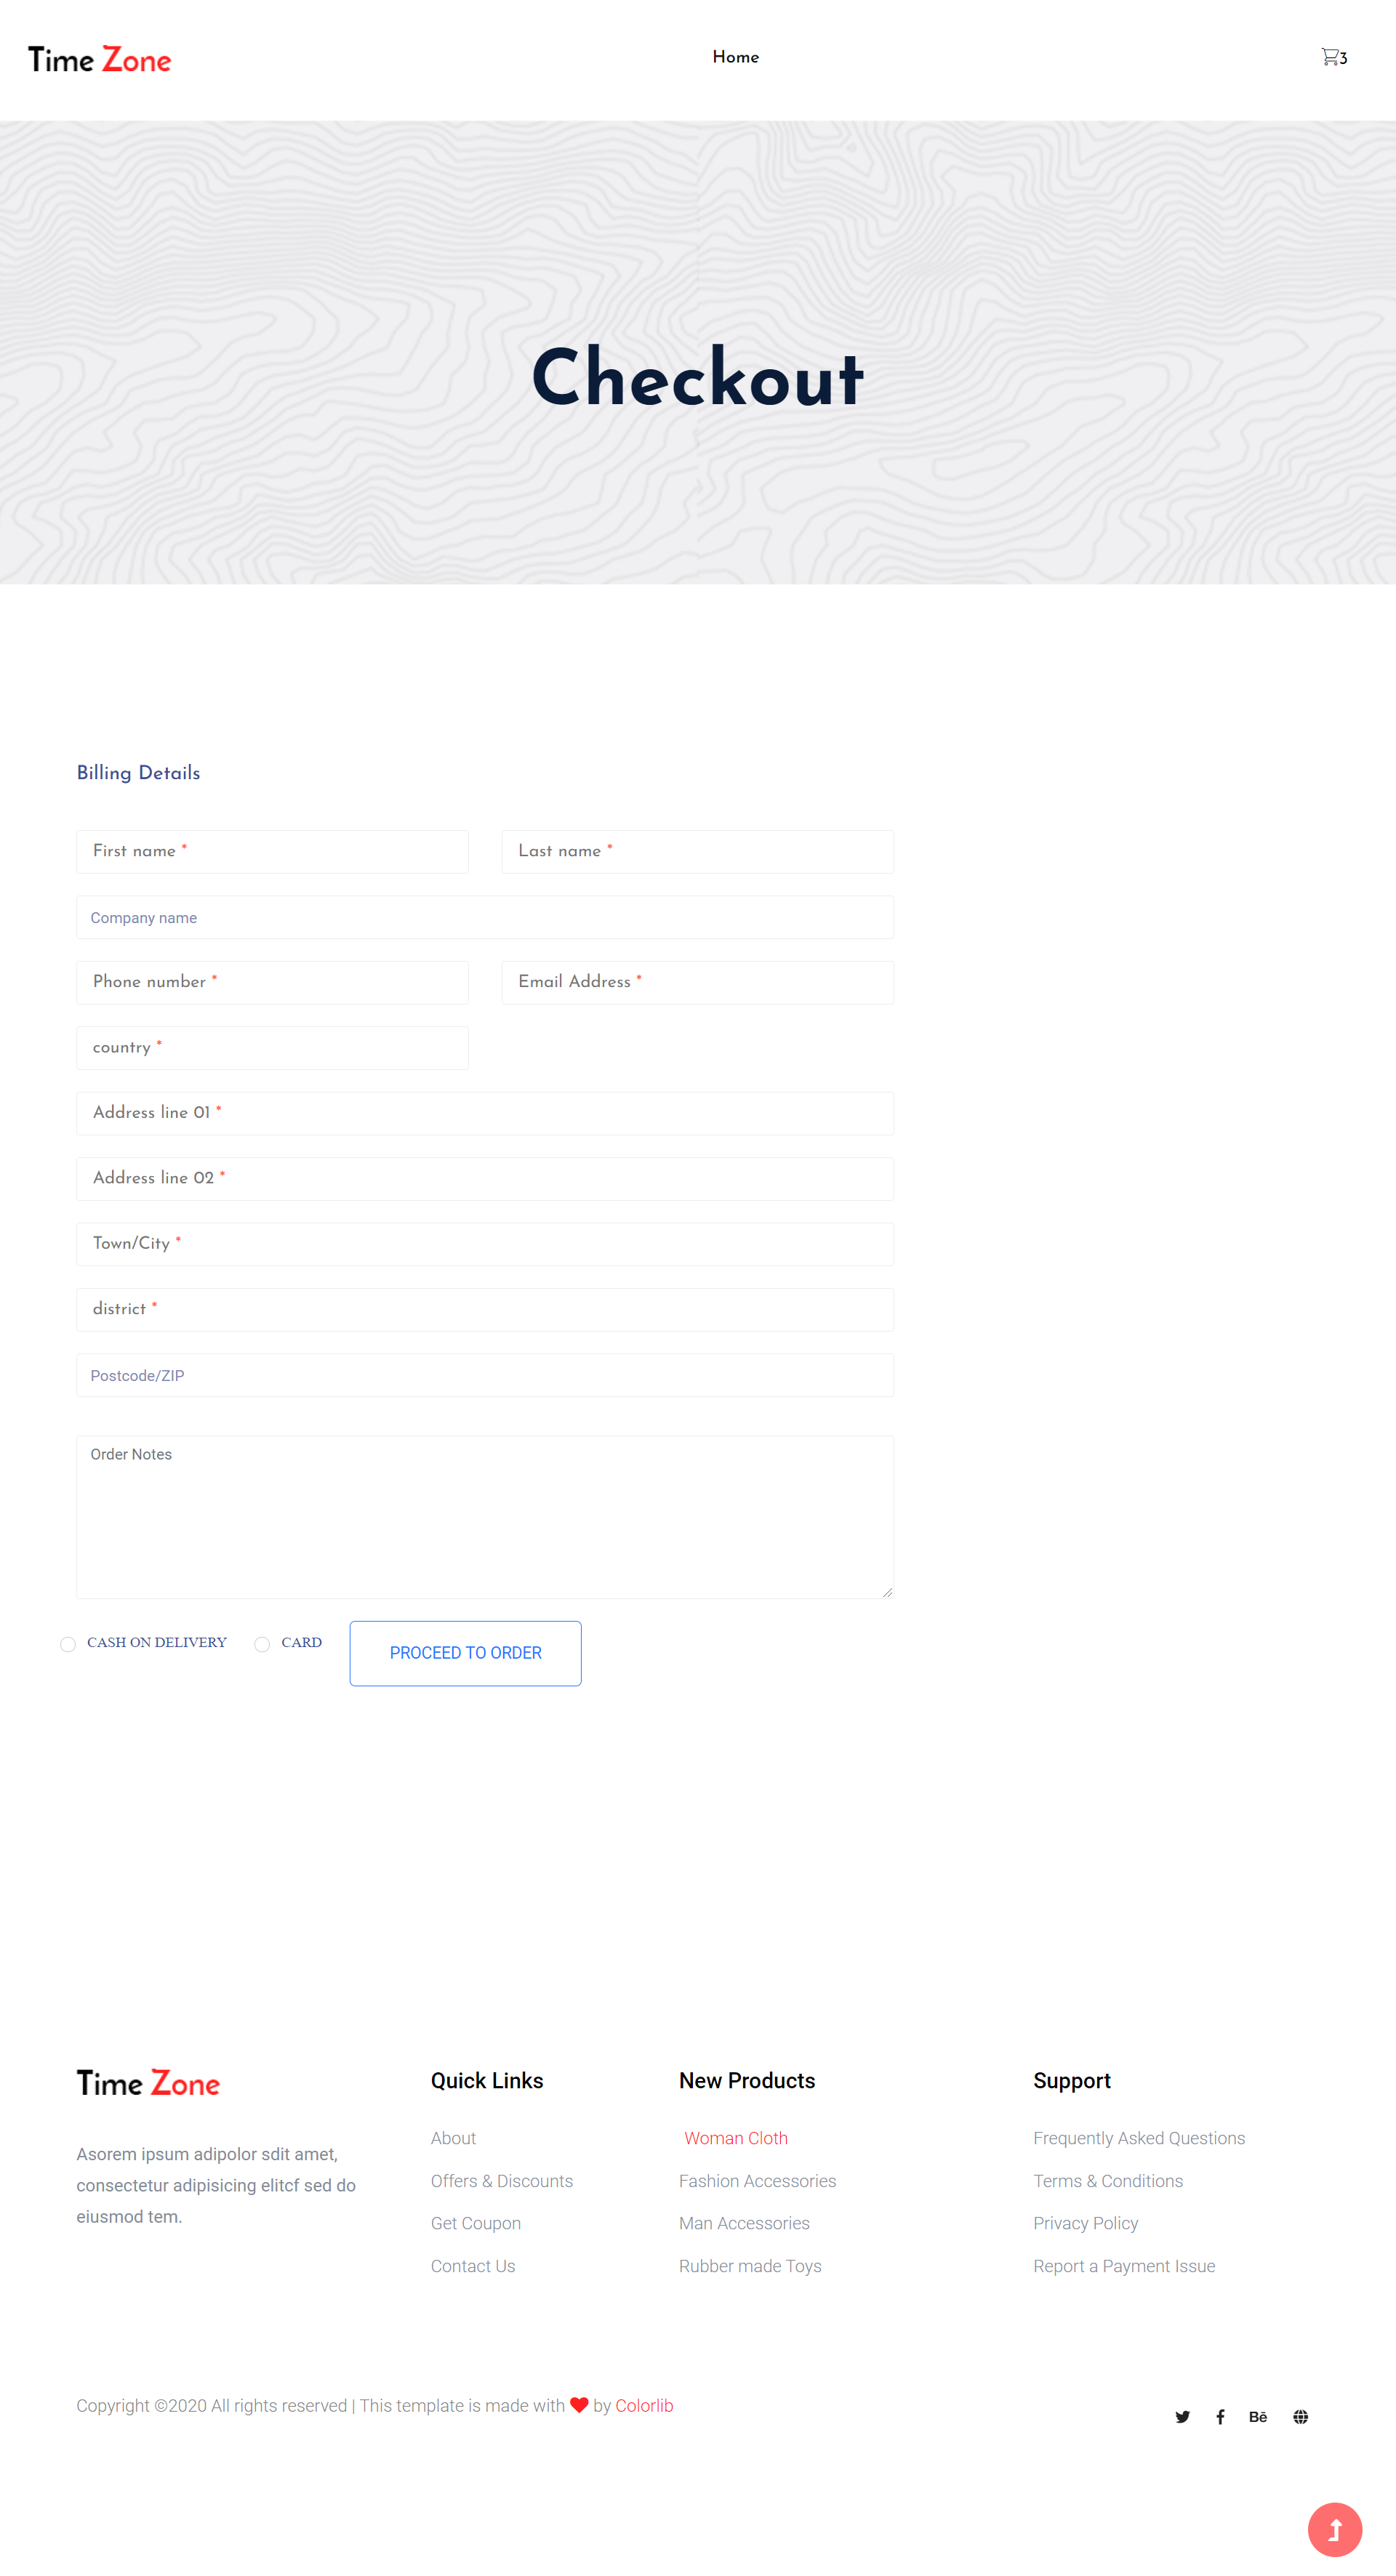 Time Zone
Home
3
Checkout
Billing Details
First name *
Last name *
Company name
Phone number *
Email Address *
country *
Address line 01 *
Address line 02 *
Town/City *
district *
Postcode/ZIP
Order Notes
CASH ON DELIVERY
CARD
PROCEED TO ORDER
Time Zone
Asorem ipsum adipolor sdit amet,
consectetur adipisicing elitcf sed do
eiusmod tem.
Quick Links
About
Offers & Discounts
Get Coupon
Contact Us
New Products
Woman Cloth
Fashion Accessories
Man Accessories
Rubber made Toys
Support
Frequently Asked Questions
Terms & Conditions
Privacy Policy
Report a Payment Issue
Copyright ©2020 All rights reserved | This template is made with ♥ by Colorlib
Bē